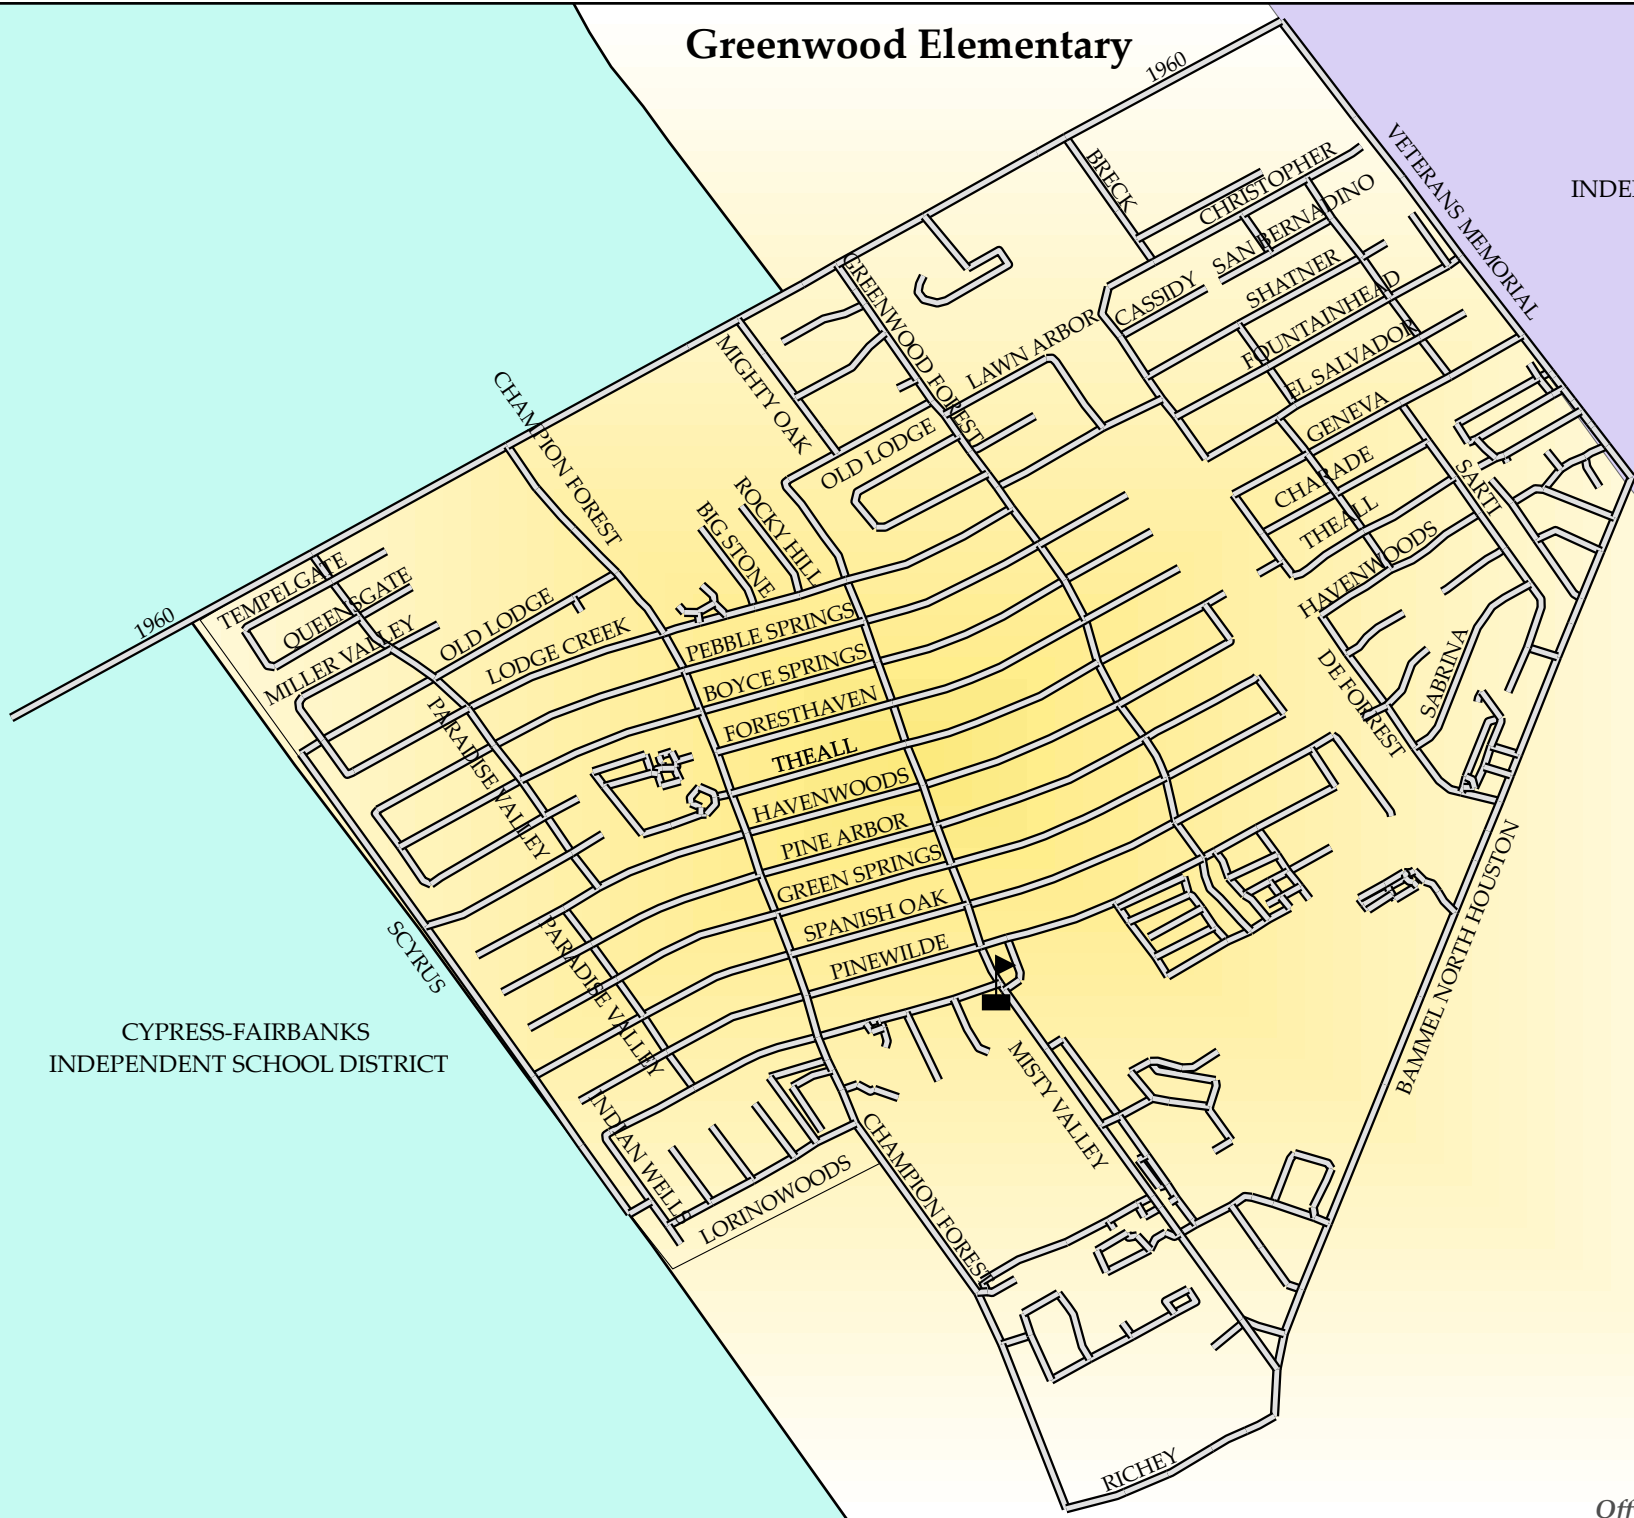 Greenwood Elementary
1960
VETERANS MEMORIAL
BRECK
CHRISTOPHER
INDE
SAN BERNADINO
CASSIDY
SHATNER
GREENWOOD FOREST
FOUNTAINHEAD
LAWN ARBOR
EL SALVADOR
MIGHTY OAK
CHAMPION FOREST
GENEVA
OLD LODGE
CHARADE
SARTI
ROCKY HILL
BIG STONE
THEALL
HAVENWOODS
TEMPELGATE
QUEENSGATE
1960
MILLER VALLEY
OLD LODGE
LODGE CREEK
PEBBLE SPRINGS
BOYCE SPRINGS
SABRINA
DE FORREST
FORESTHAVEN
PARADISE VALLEY
THEALL
HAVENWOODS
PINE ARBOR
GREEN SPRINGS
SPANISH OAK
BAMMEL NORTH HOUSTON
SCYRUS
PARADISE VALLEY
PINEWILDE
CYPRESS-FAIRBANKS
INDEPENDENT SCHOOL DISTRICT
MISTY VALLEY
INDIAN WELLS
LORINOWOODS
CHAMPION FOREST
RICHEY
Off